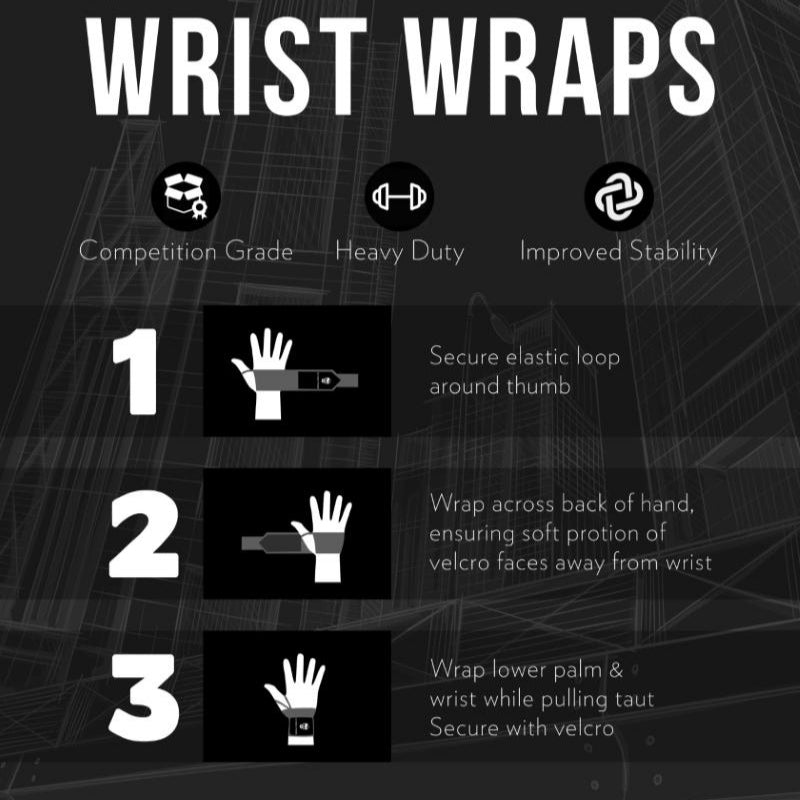 WRIST WRAPS
Competition Grade
Heavy Duty
Improved Stability
1
Secure elastic loop
around thumb
2
Wrap across back of hand,
ensuring soft protion of
velcro faces away from wrist
3
Wrap lower palm &
wrist while pulling taut
Secure with velcro